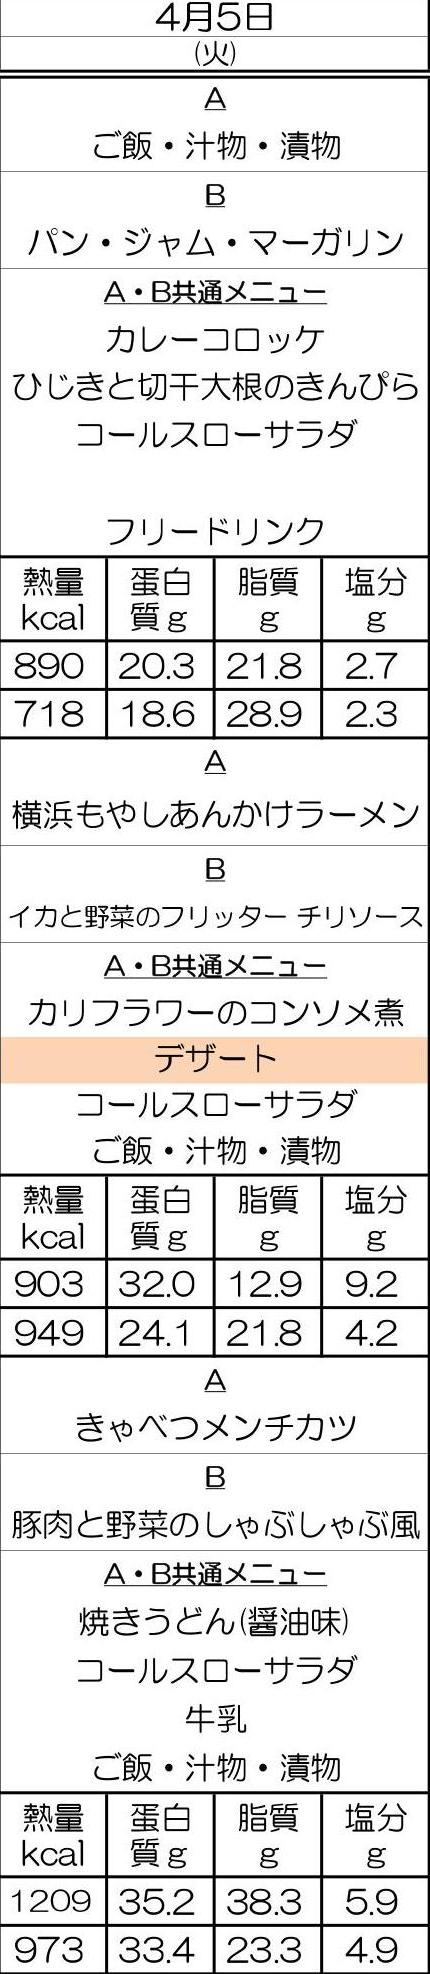 4月5日
(火)
A
ご飯・汁物・漬物
B
パン・ジャム・マーガリン
A・B共通メニュー
カレーコロッケ
ひじきと切干大根のきんぴら
コールスローサラダ
フリードリンク
熱量 蛋白 脂質 塩分
kcal 質g g g
890 20.3 21.8 2.7
718 18.6 28.9 2.3
A
横浜もやしあんかけラーメン
B
イカと野菜のフリッター チリソース
A・B共通メニュー
カリフラワーのコンソメ煮
デザート
コールスローサラダ
ご飯・汁物・漬物
熱量 蛋白 脂質 塩分
kcal 質g g g
903 32.0 12.9 9.2
949 24.1 21.8 4.2
A
きゃべつメンチカツ
B
豚肉と野菜のしゃぶしゃぶ風
A・B共通メニュー
焼きうどん(醤油味)
コールスローサラダ
牛乳
ご飯・汁物・漬物
熱量 蛋白 脂質 塩分
kcal 質g g g
1209 35.2 38.3 5.9
973 33.4 23.3 4.9